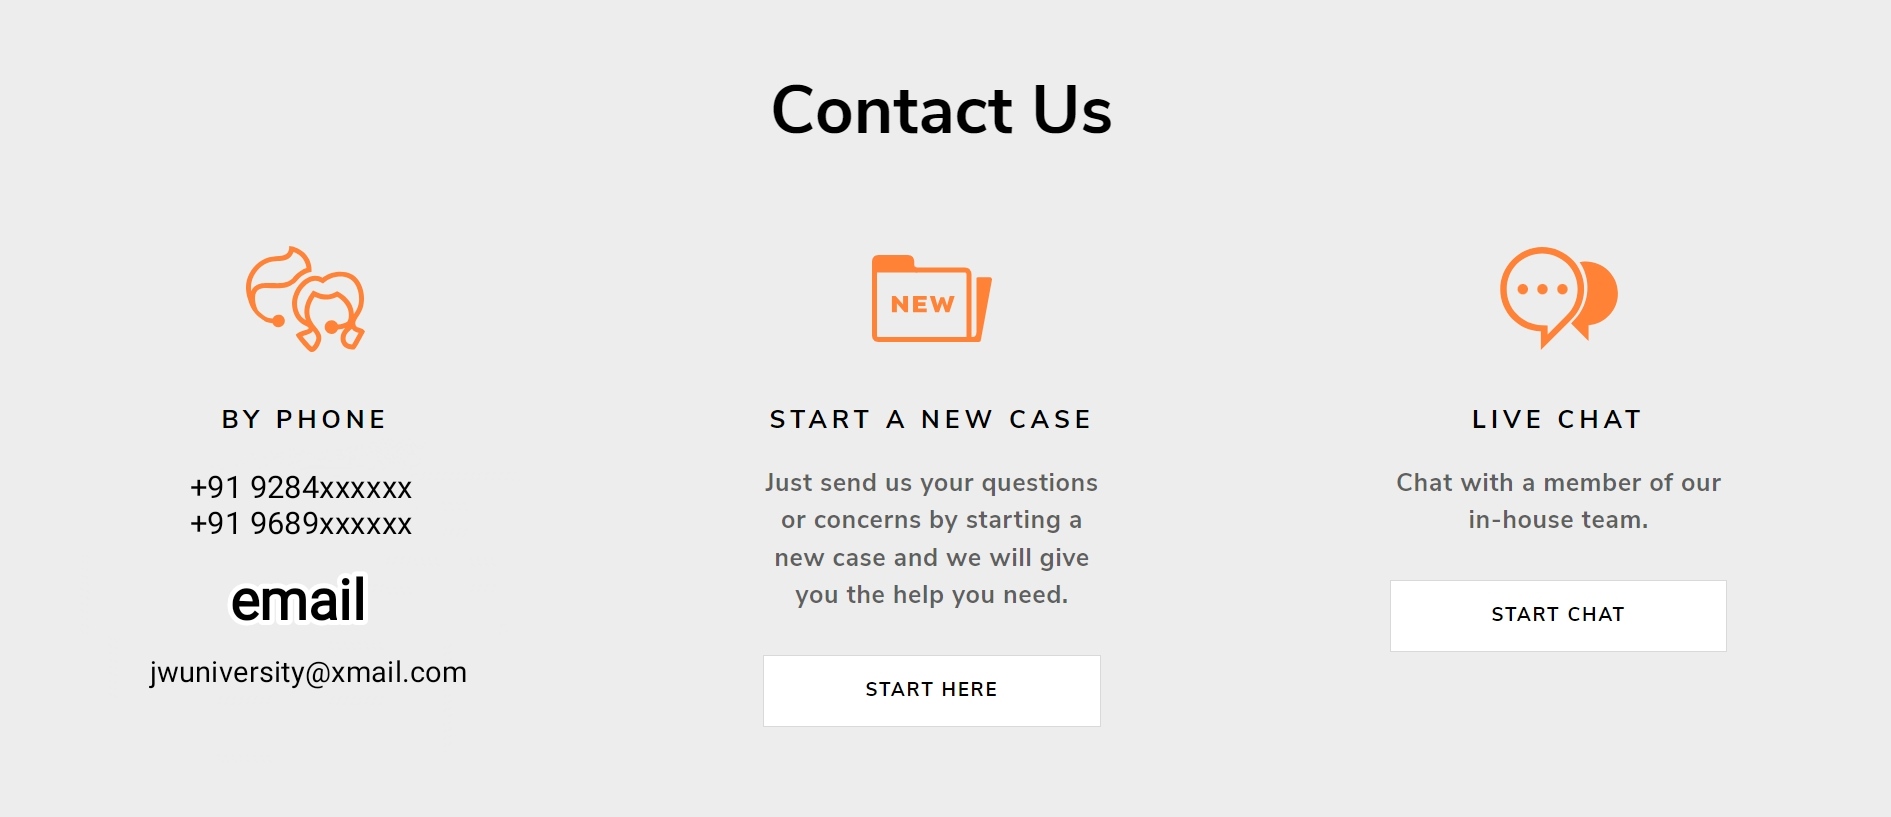 Contact Us
BY PHONE
+91 9284xxxxxx
+91 9689xxxxxx
email
jwuniversity@xmail.com
NEW
START A NEW CASE
Just send us your questions
or concerns by starting a
new case and we will give
you the help you need.
START HERE
LIVE CHAT
Chat with a member of our
in-house team.
START CHAT